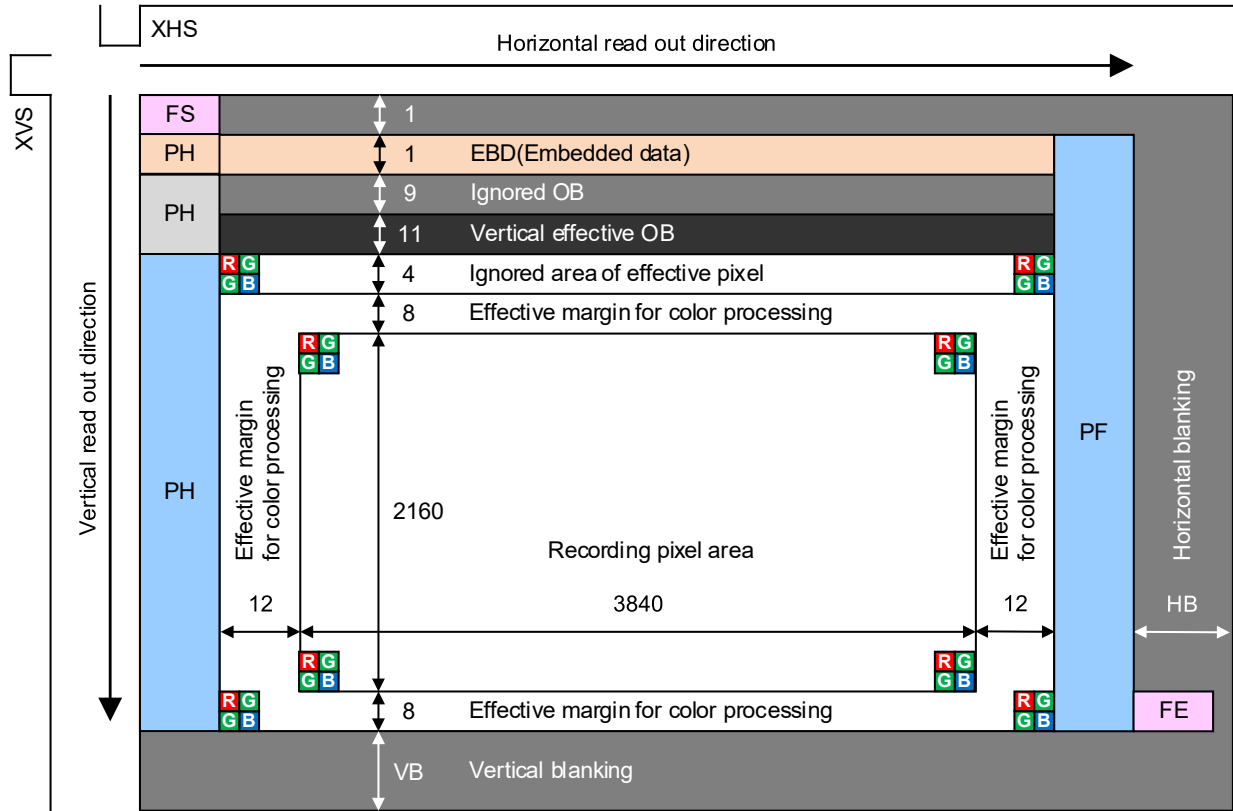 XHS
Horizontal read out direction
XVS
Vertical read out direction
FS
1
PH
1
EBD(Embedded data)
PH
9
Ignored OB
11
Vertical effective OB
R G
G B
4
Ignored area of effective pixel
R G
G B
8
Effective margin for color processing
R G
G B
R G
G B
PH
Effective margin
for color processing
2160
Recording pixel area
Effective margin
for color processing
PF
Horizontal blanking
12
3840
12
HB
R G
G B
R G
G B
R G
G B
8
Effective margin for color processing
R G
G B
FE
VB
Vertical blanking